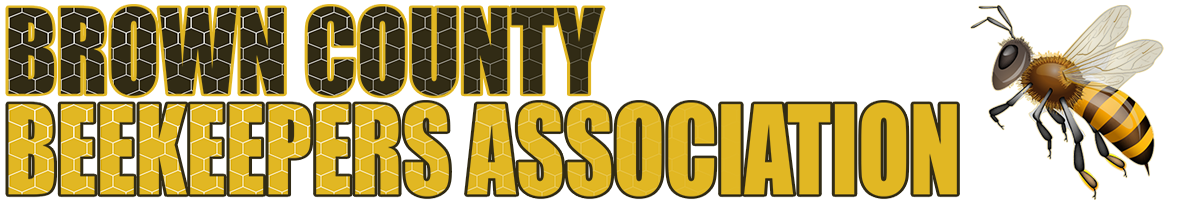 BROWN COUNTY
BEEKEEPERS ASSOCIATION